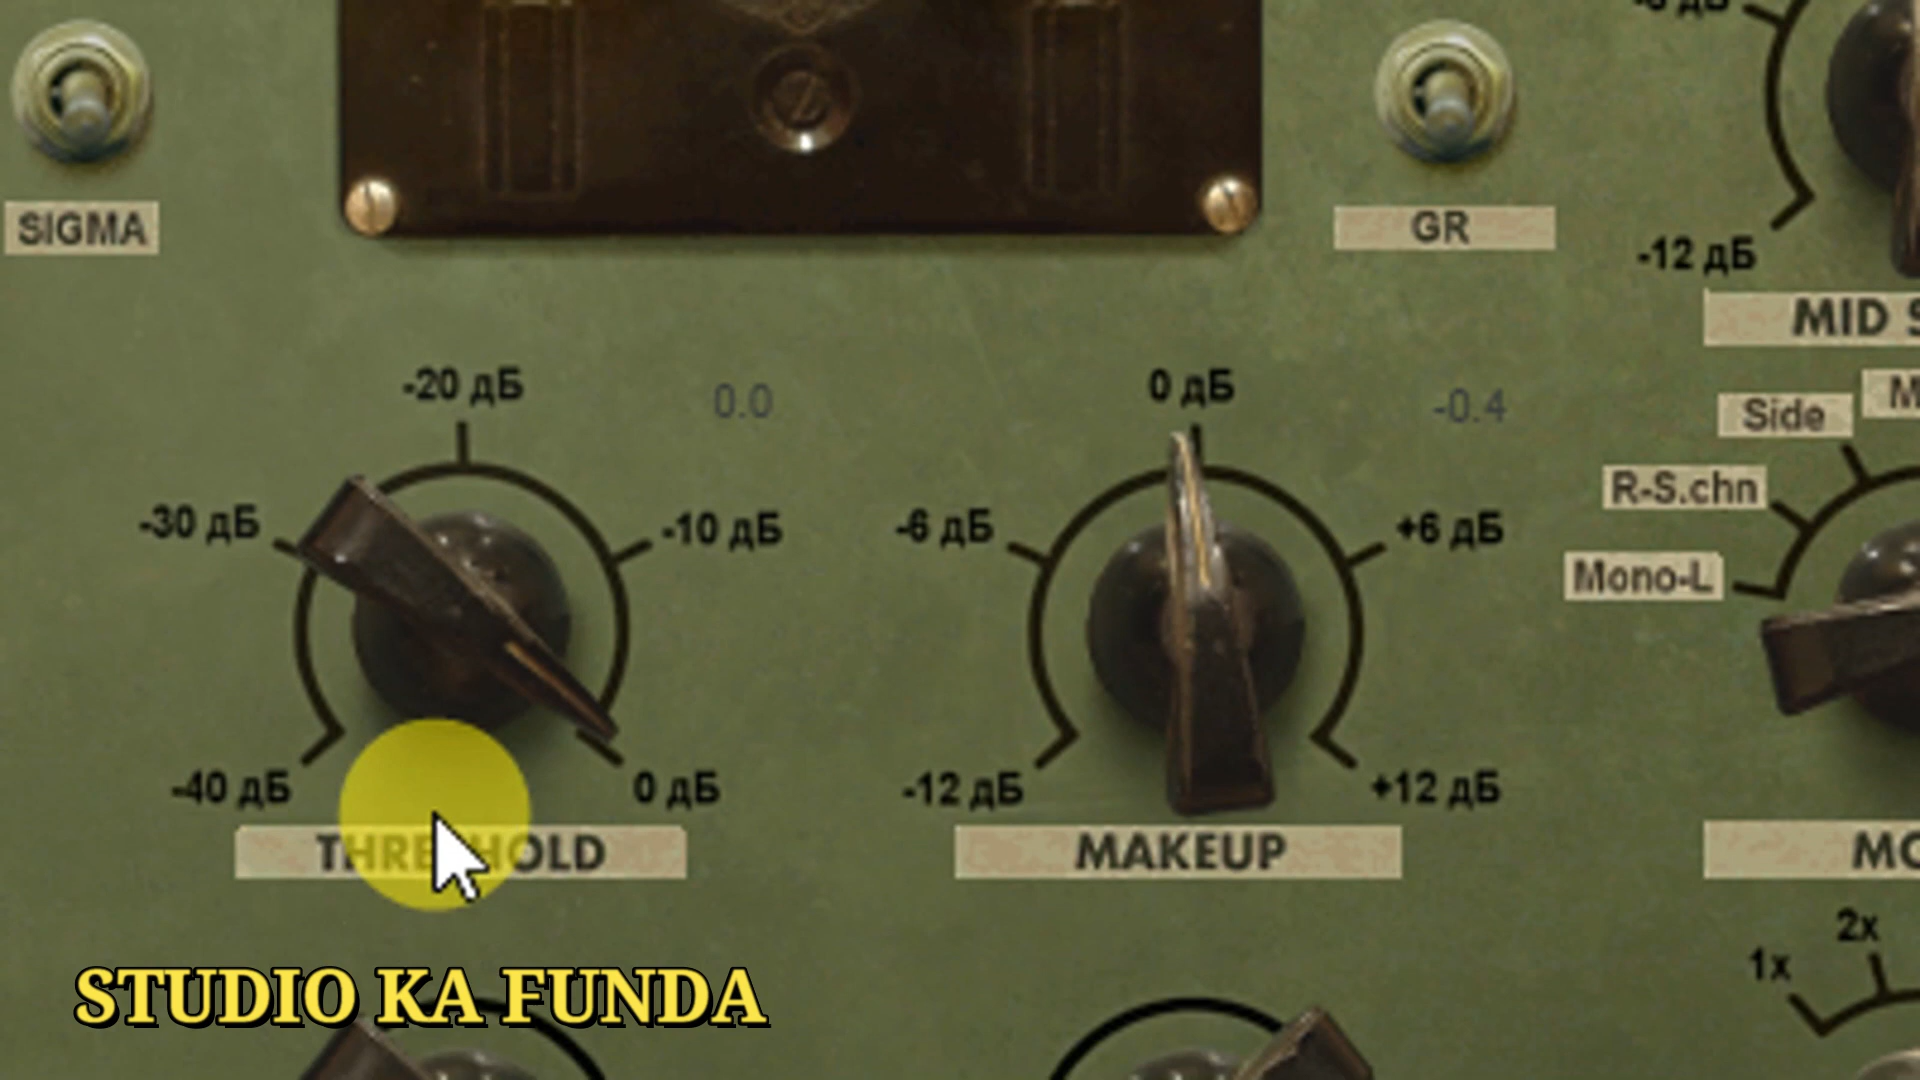 -6 дБ
SIGMA
GR
-12 дБ
MID S
-20 дБ
0.0
0 дБ
-0.4
Side
M
R-S.chn
-30 дБ
-10 дБ
-6 дБ
+6 дБ
Mono-L
-40 дБ
0 дБ
-12 дБ
+12 дБ
THRESHOLD
MAKEUP
MO
2x
1x
STUDIO KA FUNDA